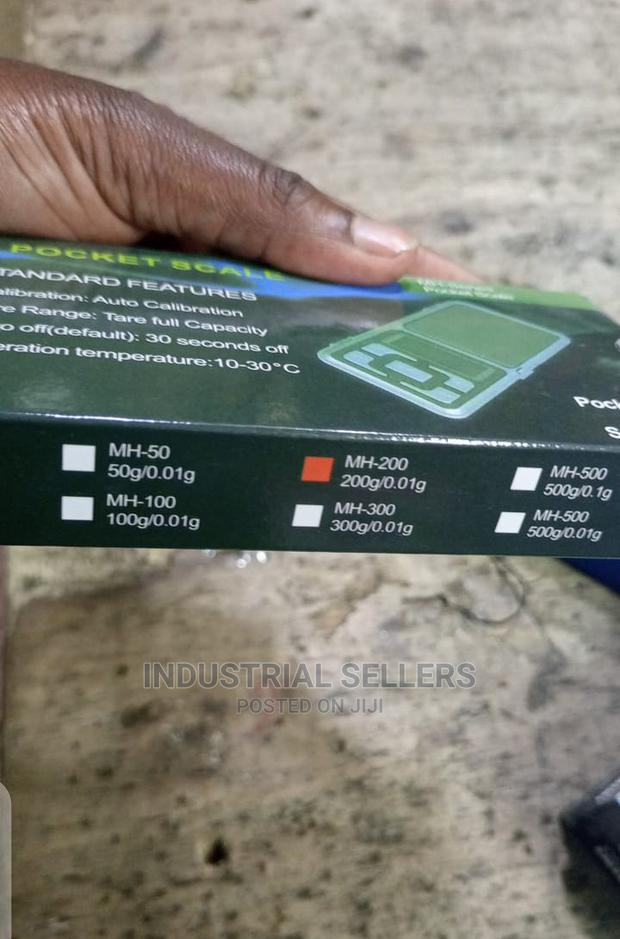 POCKET SCALE
TANDARD FEATURES
alibration: Auto Calibration
re Range: Tare full Capacity
o off(default): 30 seconds off
eration temperature:10-30°C
MH-50
50g/0.01g
MH-100
100g/0.01g
MH-200
200g/0.01g
MH-300
300g/0.01g
MH-500
500g/0.1g
MH-500
500g/0.01g
Pock
S
INDUSTRIAL SELLERS
POSTED ON JIJI